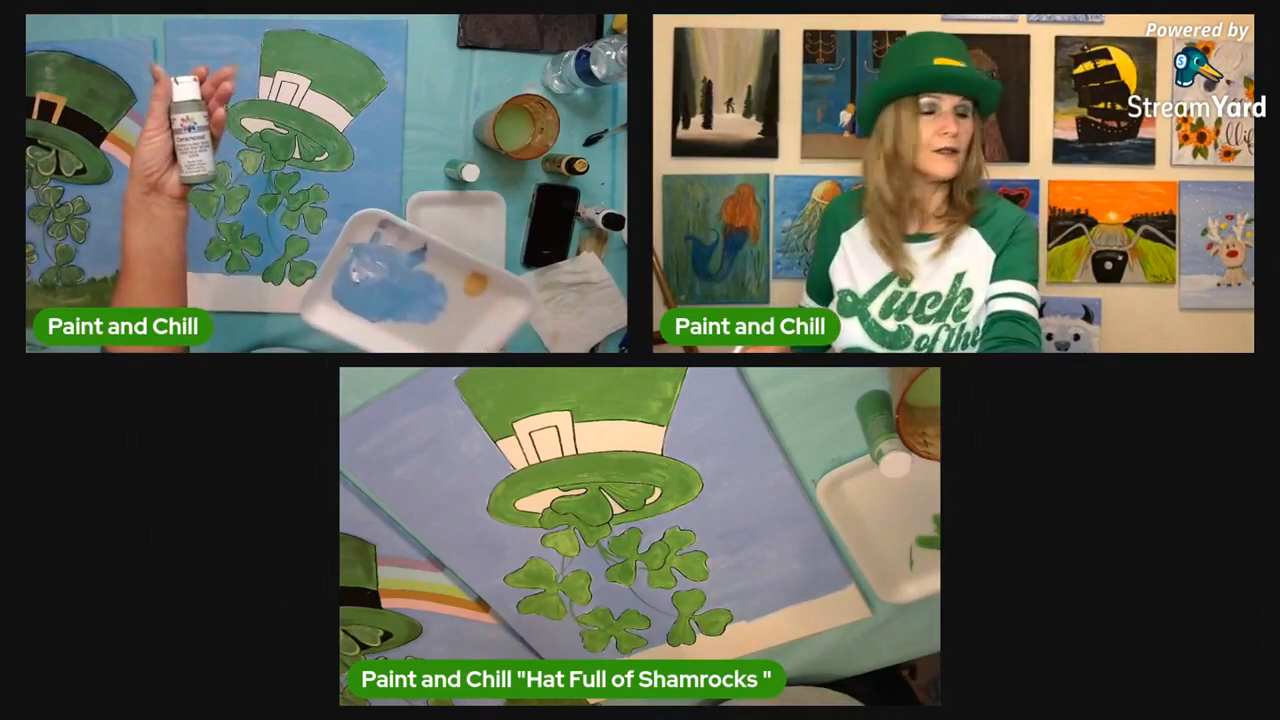 Powered by
StreamYard
Ceramcoat
Paint and Chill
Paint and Chill
Luck
of the
Paint and Chill "Hat Full of Shamrocks "